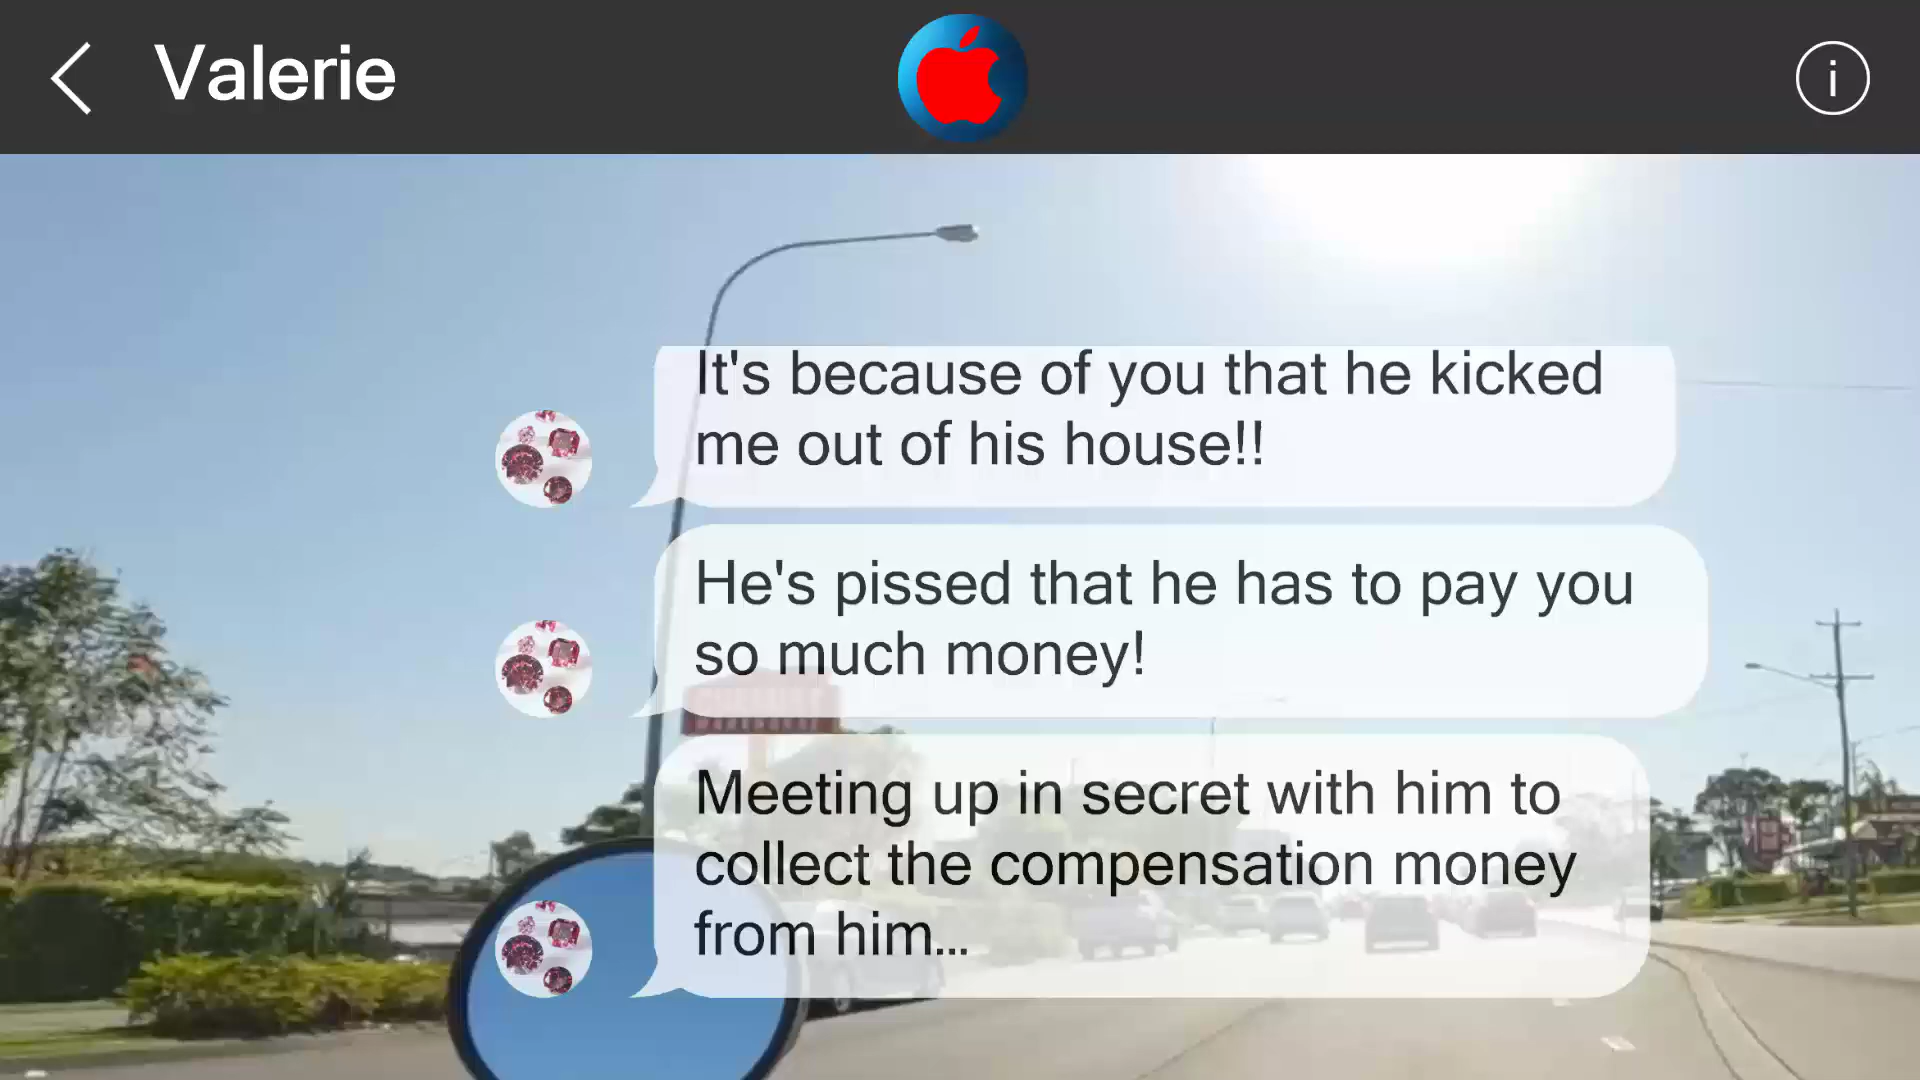 Valerie
i
It's because of you that he kicked
me out of his house!!
He's pissed that he has to pay you
so much money!
Meeting up in secret with him to
collect the compensation money
from him...